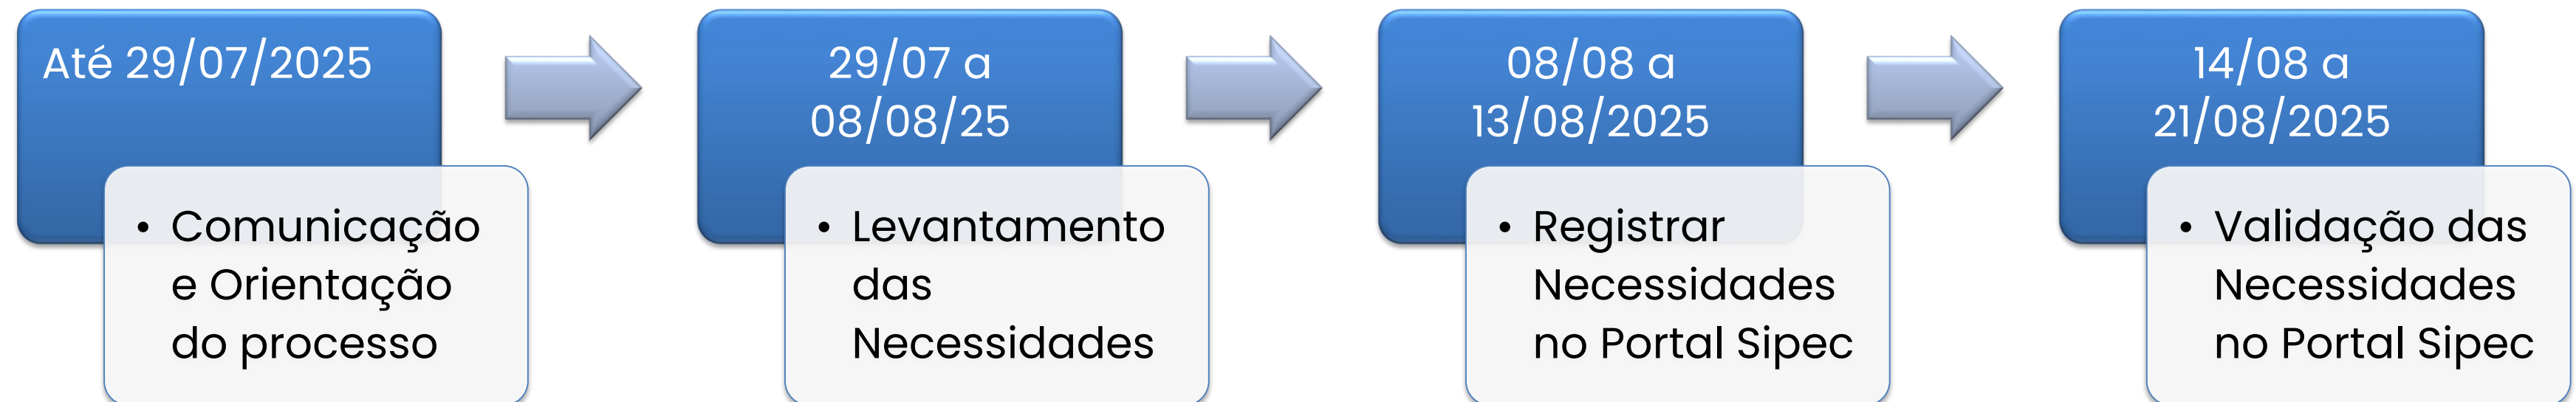 Até 29/07/2025
• Comunicação
e Orientação
do processo
29/07 a
08/08/25
• Levantamento
das
Necessidades
08/08 a
13/08/2025
• Registrar
Necessidades
no Portal Sipec
14/08 a
21/08/2025
• Validação das
Necessidades
no Portal Sipec